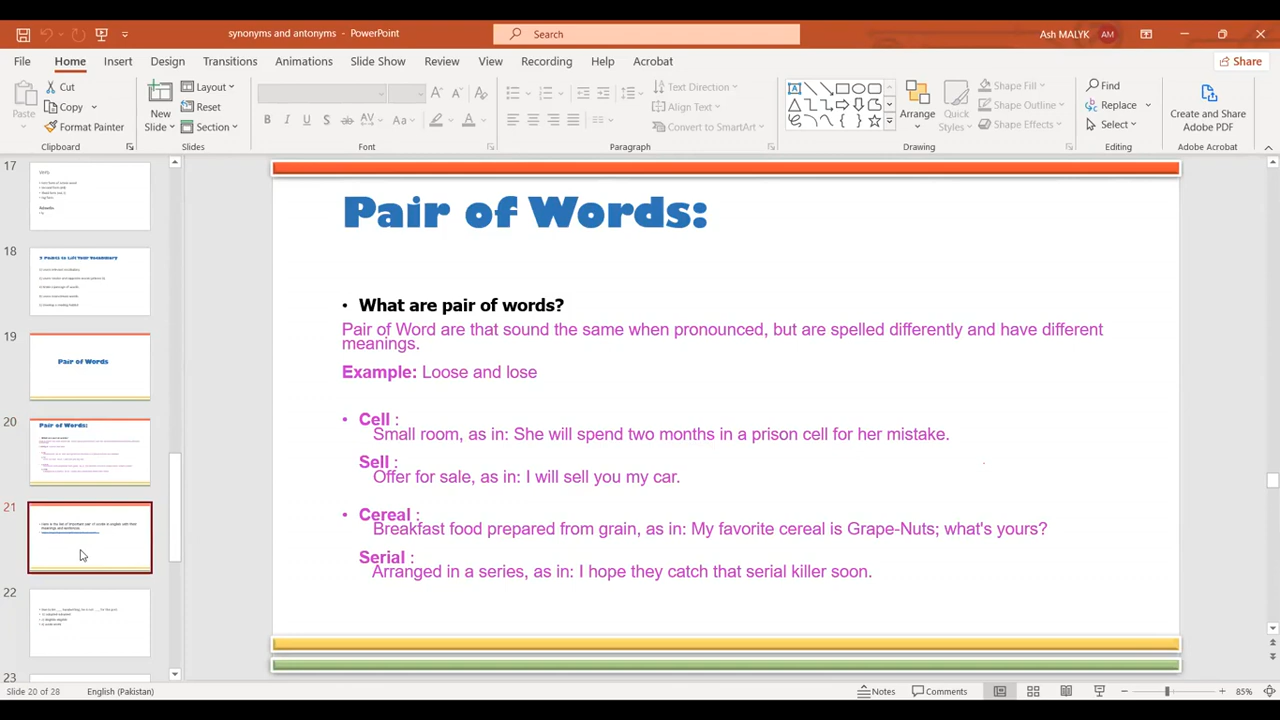 synonyms and antonyms - PowerPoint
Search
Ash MALYK
AM
File Home Insert Design Transitions Animations Slide Show Review View Recording Help Acrobat
Share
Paste
Cut
Copy
Format Painter
Clipboard
New Slide
Layout
Reset
Section
Slides
Font
Text Direction
Align Text
Convert to SmartArt
Paragraph
Arrange
Quick Styles
Shape Fill
Shape Outline
Shape Effects
Drawing
Find
Replace
Select
Editing
Create and Share Adobe PDF
Adobe Acrobat
17
18
19
Pair of Words
20
Pair of Words:
21
22
23
Pair of Words:
• What are pair of words?
Pair of Word are that sound the same when pronounced, but are spelled differently and have different
meanings.
Example: Loose and lose
• Cell :
Small room, as in: She will spend two months in a prison cell for her mistake.
Sell :
Offer for sale, as in: I will sell you my car.
• Cereal :
Breakfast food prepared from grain, as in: My favorite cereal is Grape-Nuts; what's yours?
Serial :
Arranged in a series, as in: I hope they catch that serial killer soon.
Slide 20 of 28
English (Pakistan)
Notes
Comments
85%